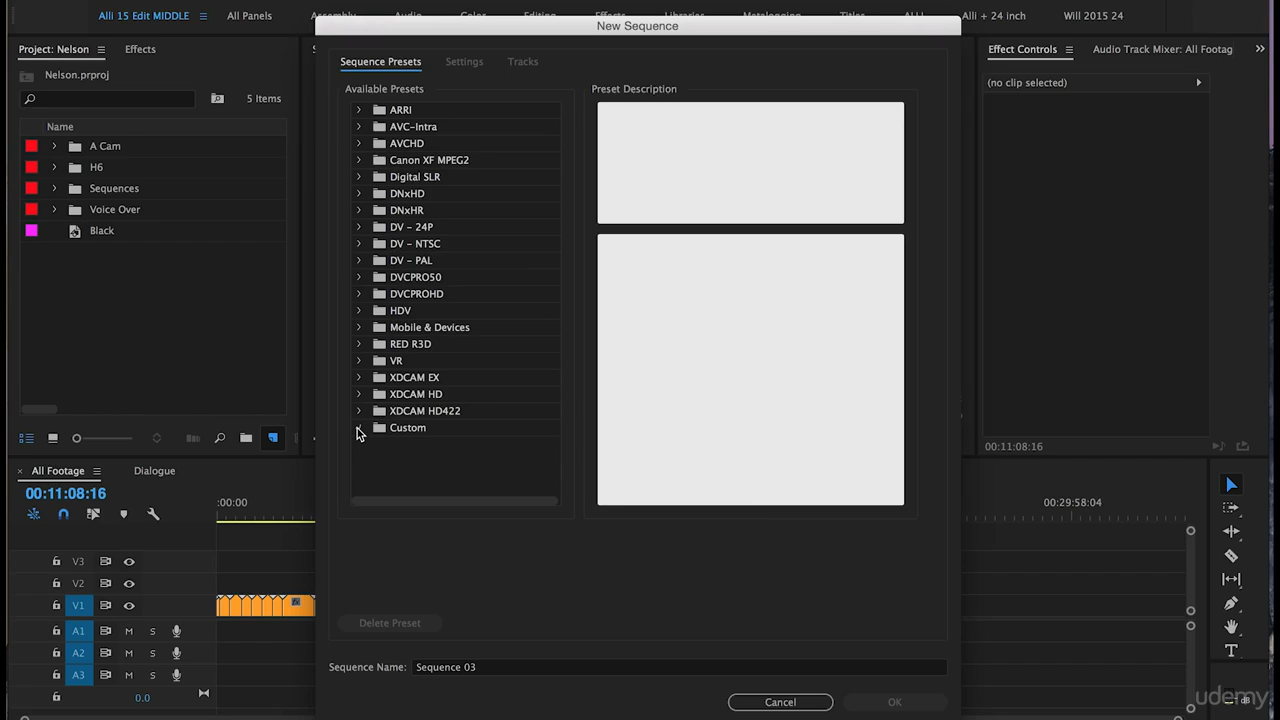 Alli 15 Edit MIDDLE
All Panels
Titles
Alli + 24 inch
Will 2015 24
New Sequence
Project: Nelson
Effects
Nelson.prproj
5 Items
Name
A Cam
H6
Sequences
Voice Over
Black
Sequence Presets
Settings
Tracks
Available Presets
ARRI
AVC-Intra
AVCHD
Canon XF MPEG2
Digital SLR
DNxHD
DNxHR
DV – 24P
DV – NTSC
DV – PAL
DVCPRO50
DVCPROHD
HDV
Mobile & Devices
RED R3D
VR
XDCAM EX
XDCAM HD
XDCAM HD422
Custom
Preset Description
Delete Preset
Sequence Name: Sequence 03
Cancel
OK
Effect Controls
Audio Track Mixer: All Footag
(no clip selected)
00:11:08:16
All Footage
Dialogue
00:11:08:16
:00:00
00:29:58:04
V3
V2
V1
A1 M S
A2 M S
A3 M S
0.0
udemy
dB